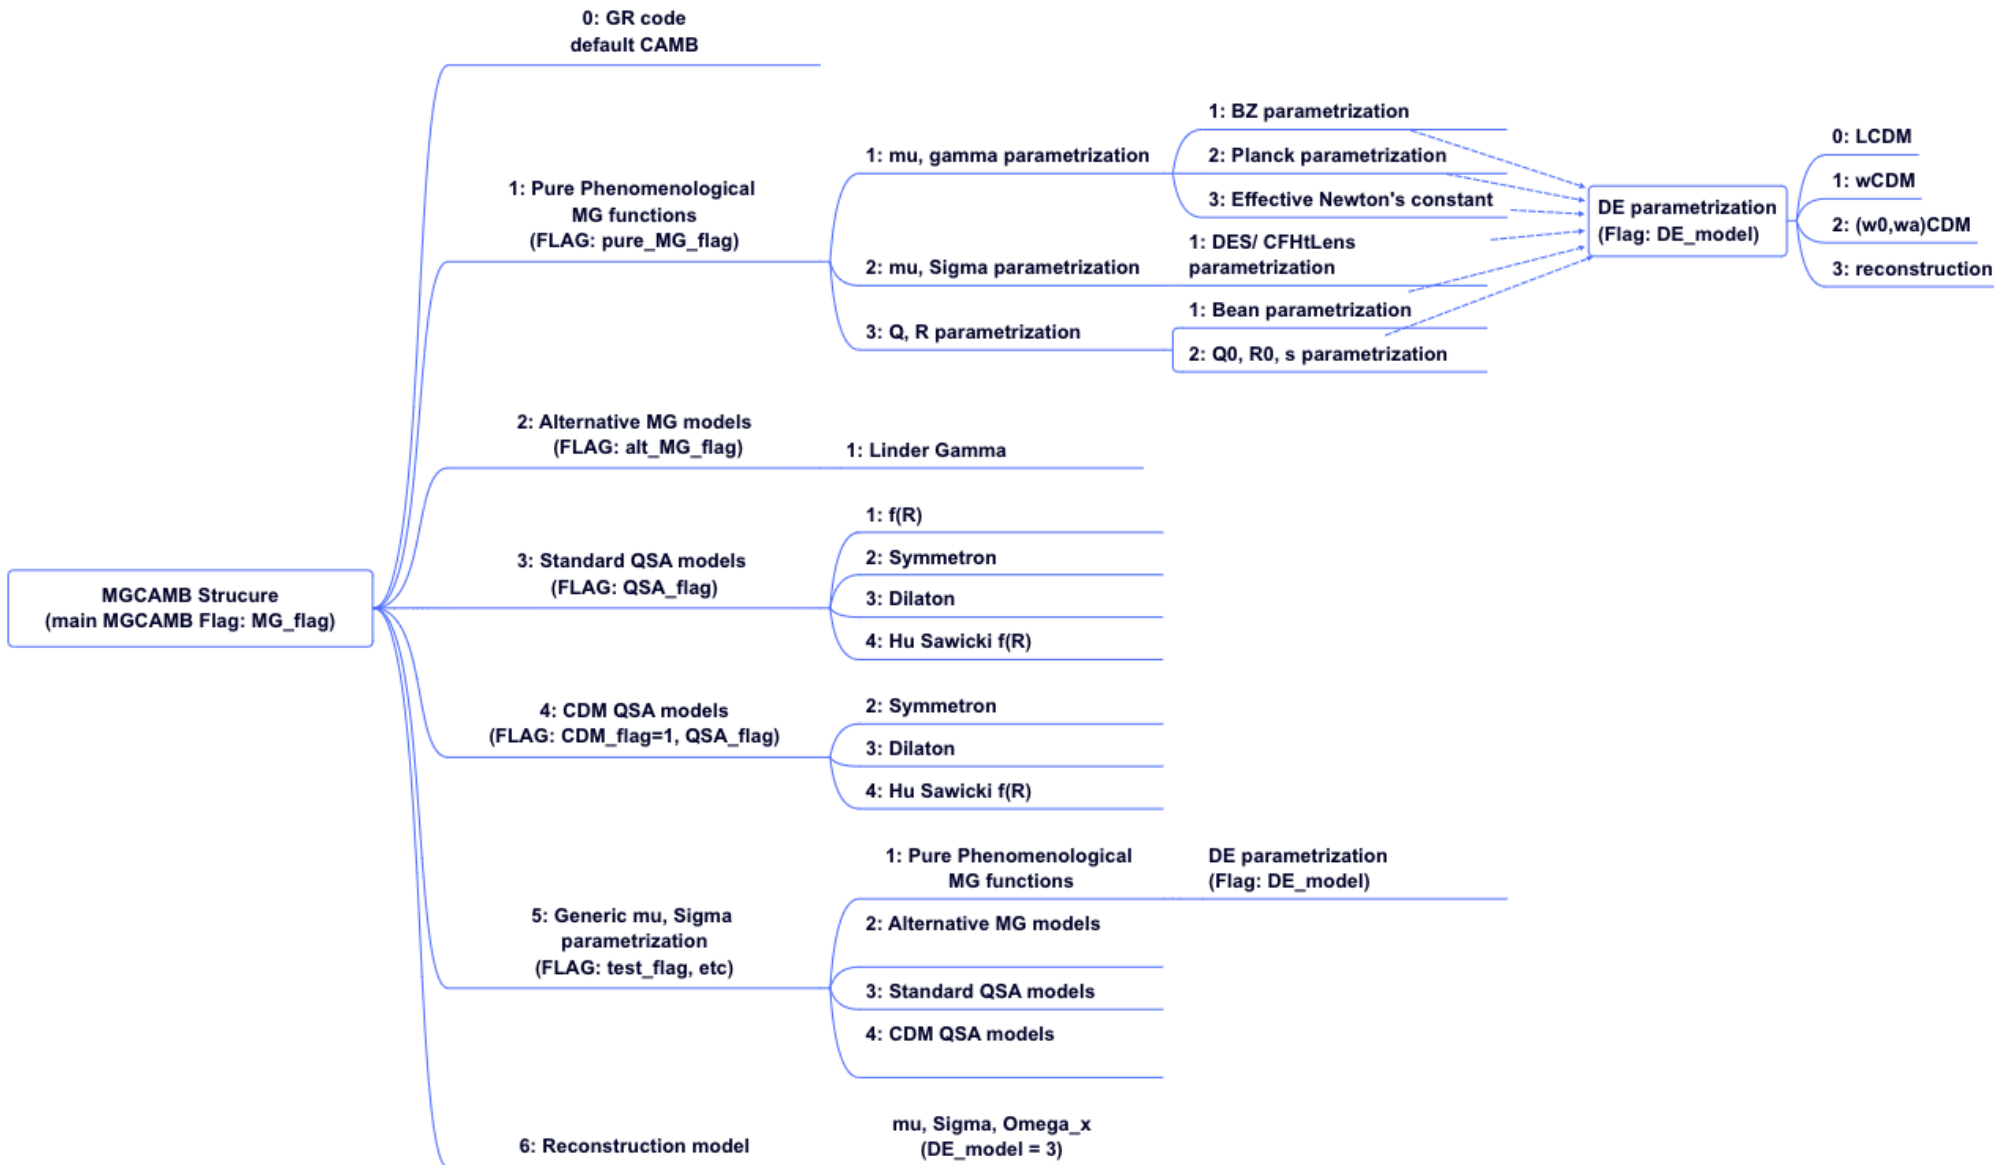 0: GR code
default CAMB
1: Pure Phenomenological
MG functions
(FLAG: pure_MG_flag)
1: mu, gamma parametrization
1: BZ parametrization
2: Planck parametrization
3: Effective Newton's constant
2: mu, Sigma parametrization
1: DES/ CFHtLens
parametrization
3: Q, R parametrization
1: Bean parametrization
2: Q0, R0, s parametrization
DE parametrization
(Flag: DE_model)
0: LCDM
1: wCDM
2: (w0,wa)CDM
3: reconstruction
2: Alternative MG models
(FLAG: alt_MG_flag)
1: Linder Gamma
MGCAMB Strucure
(main MGCAMB Flag: MG_flag)
3: Standard QSA models
(FLAG: QSA_flag)
1: f(R)
2: Symmetron
3: Dilaton
4: Hu Sawicki f(R)
4: CDM QSA models
(FLAG: CDM_flag=1, QSA_flag)
2: Symmetron
3: Dilaton
4: Hu Sawicki f(R)
5: Generic mu, Sigma
parametrization
(FLAG: test_flag, etc)
1: Pure Phenomenological
MG functions
DE parametrization
(Flag: DE_model)
2: Alternative MG models
3: Standard QSA models
4: CDM QSA models
6: Reconstruction model
mu, Sigma, Omega_x
(DE_model = 3)